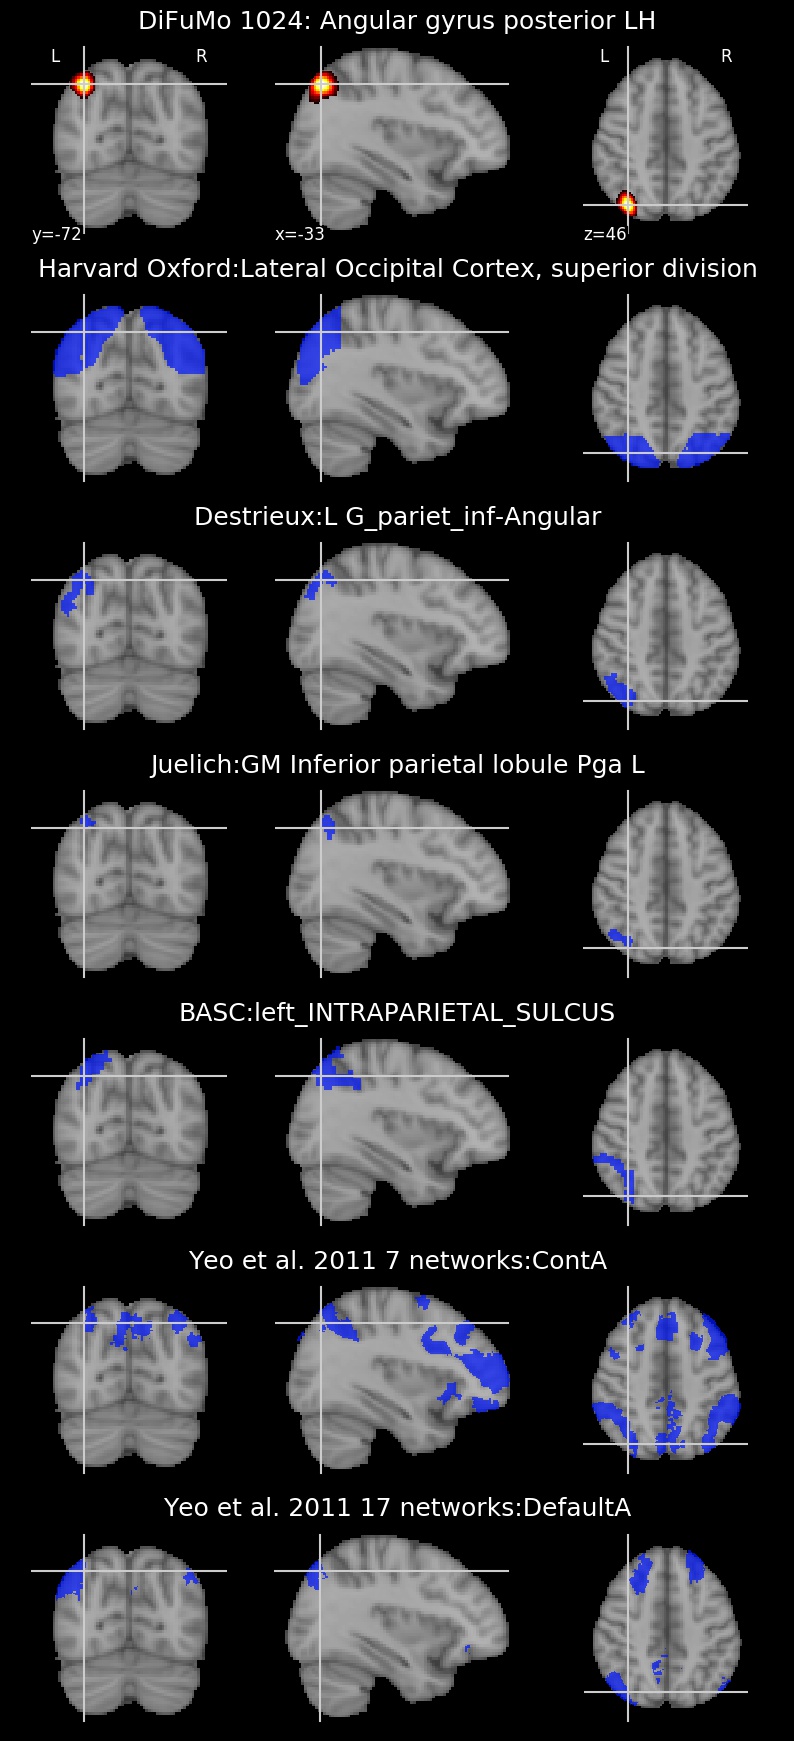 DiFuMo 1024: Angular gyrus posterior LH
L R L R
y=-72 x=-33 z=46
Harvard Oxford:Lateral Occipital Cortex, superior division
Destrieux:L G_pariet_inf-Angular
Juelich:GM Inferior parietal lobule Pga L
BASC:left_INTRAPARIETAL_SULCUS
Yeo et al. 2011 7 networks:ContA
Yeo et al. 2011 17 networks:DefaultA